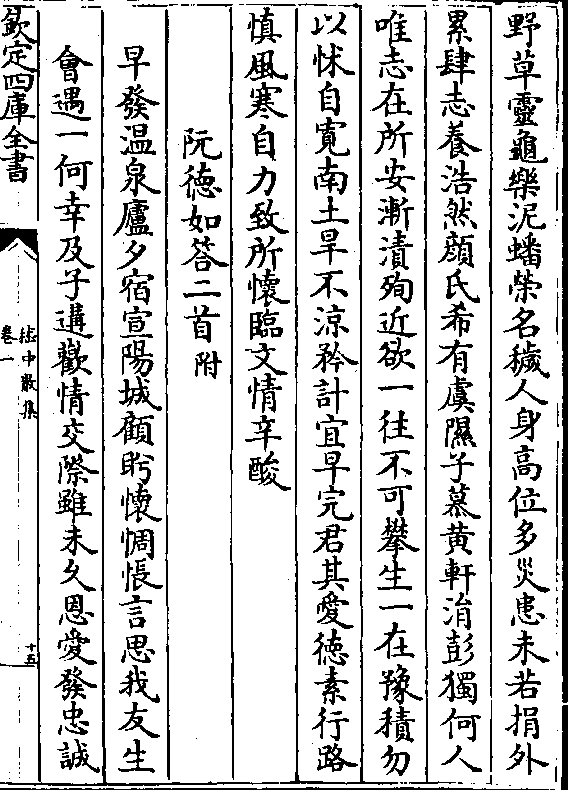 野草靈龜樂泥蟠榮名穢人身高位多災患未若捐外
累肆志養浩然顔氏希有虞隰子慕黄軒涓彭獨何人
唯志在所安漸漬殉近欲一往不可攀生一在豫積勿
以怵自寛南土旱不涼矜計宜早完君其愛徳素行路
慎風寒自力致所懷臨文情辛酸
阮徳如答二首附
早發温泉廬夕宿宣陽城顧眄懷惆悵言思我友生
會遇一何幸及子遘歡情交際雖未久恩愛發忠誠
欽定四庫全書
嵇中散集
卷一
十五